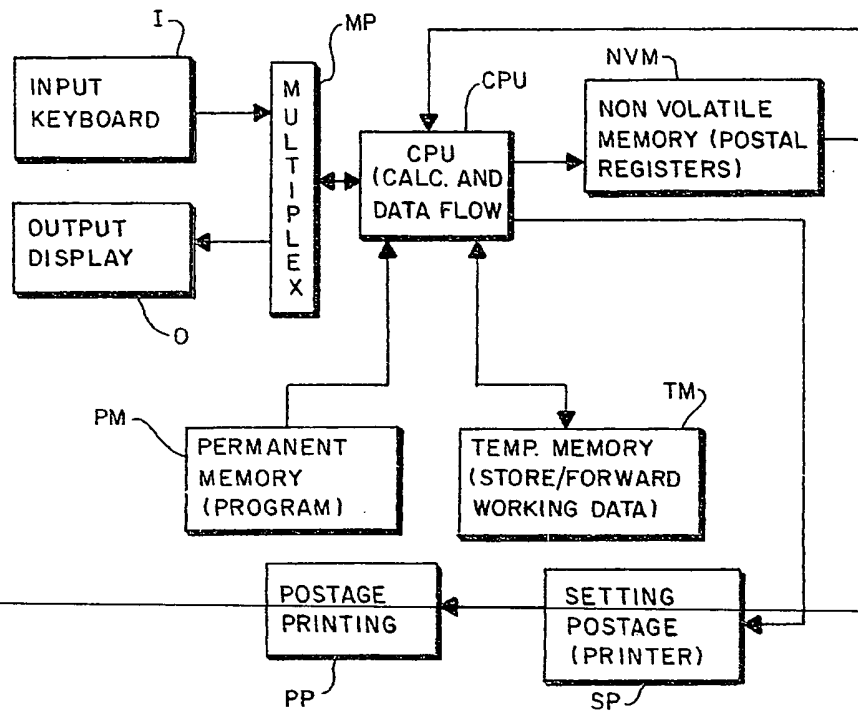 I
INPUT
KEYBOARD
MP
MULTIPLEX
CPU
CPU
(CALC. AND
DATA FLOW
NVM
NON VOLATILE
MEMORY (POSTAL
REGISTERS)
OUTPUT
DISPLAY
O
PM
PERMANENT
MEMORY
(PROGRAM)
TM
TEMP. MEMORY
(STORE/FORWARD
WORKING DATA)
POSTAGE
PRINTING
PP
SETTING
POSTAGE
(PRINTER)
SP